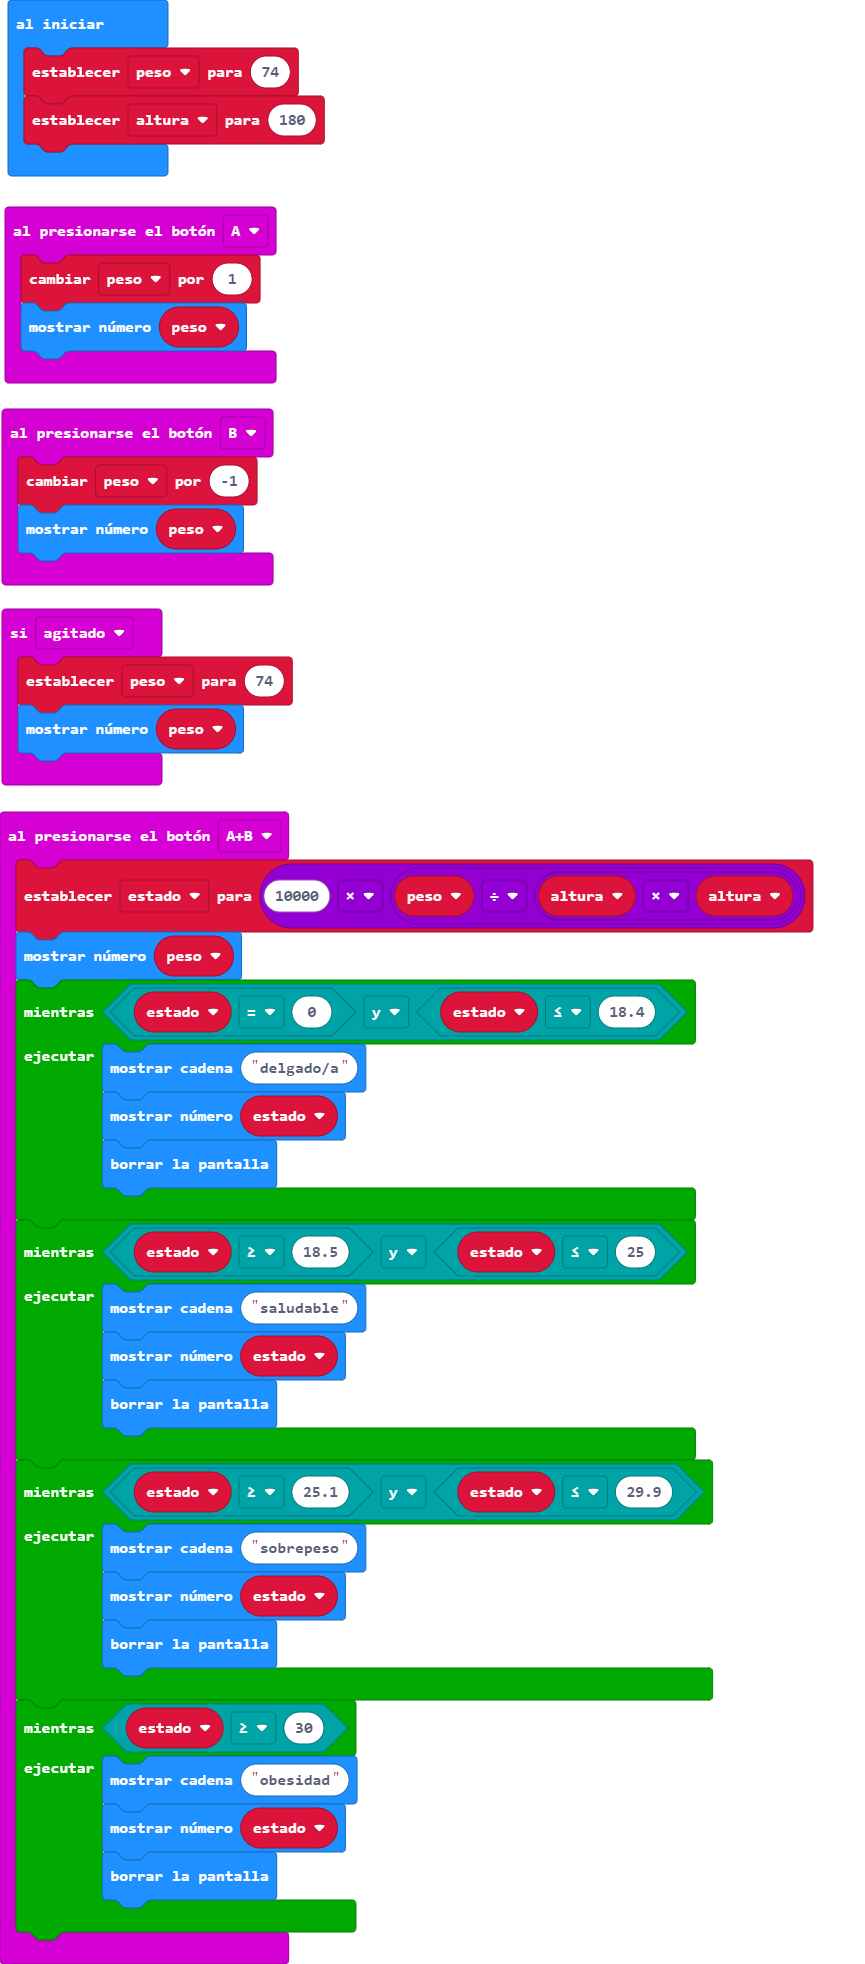 al iniciar
establecer peso para 74
establecer altura para 180
al presionarse el botón A
cambiar peso por 1
mostrar número peso
al presionarse el botón B
cambiar peso por -1
mostrar número peso
si agitado
establecer peso para 74
mostrar número peso
al presionarse el botón A+B
establecer estado para 10000 × peso ÷ altura × altura
mostrar número peso
mientras estado = 0 y estado ≤ 18.4
ejecutar
mostrar cadena "delgado/a"
mostrar número estado
borrar la pantalla
mientras estado ≥ 18.5 y estado ≤ 25
ejecutar
mostrar cadena "saludable"
mostrar número estado
borrar la pantalla
mientras estado ≥ 25.1 y estado ≤ 29.9
ejecutar
mostrar cadena "sobrepeso"
mostrar número estado
borrar la pantalla
mientras estado ≥ 30
ejecutar
mostrar cadena "obesidad"
mostrar número estado
borrar la pantalla